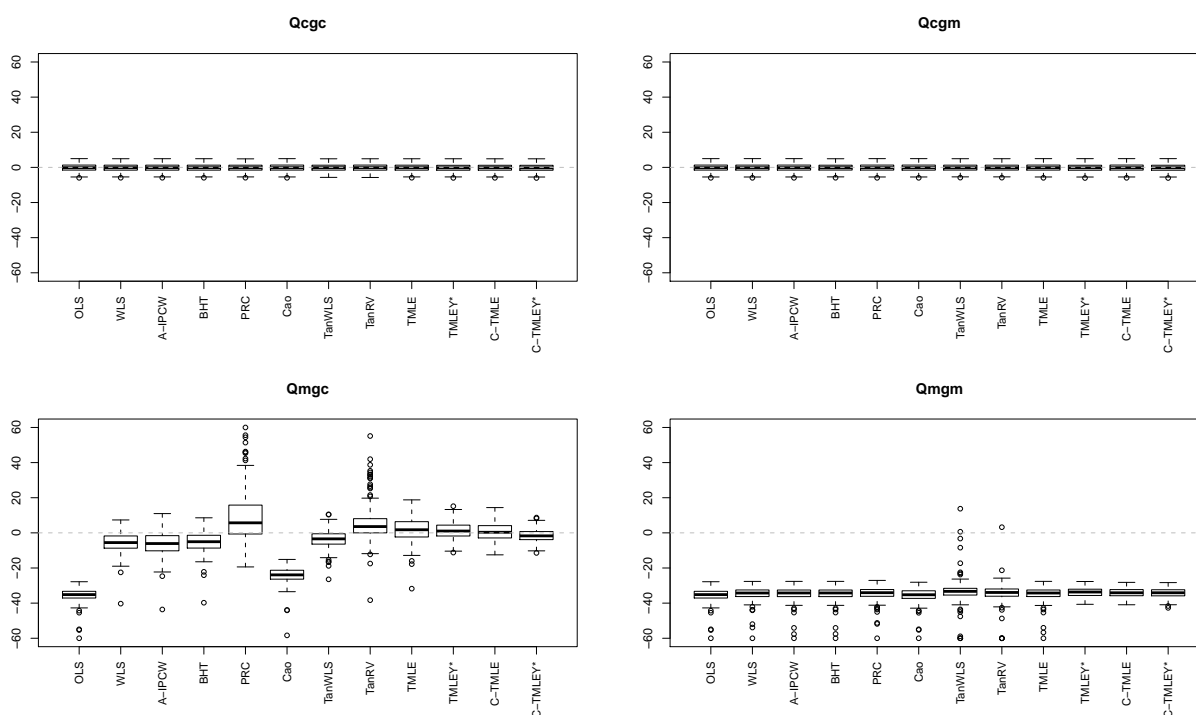 Qcgc
60
40
20
0
−20
−40
−60
OLS
WLS
A−IPCW
BHT
PRC
Cao
TanWLS
TanRV
TMLE
TMLEY*
C−TMLE
C−TMLEY*
Qcgm
60
40
20
0
−20
−40
−60
OLS
WLS
A−IPCW
BHT
PRC
Cao
TanWLS
TanRV
TMLE
TMLEY*
C−TMLE
C−TMLEY*
Qmgc
60
40
20
0
−20
−40
−60
OLS
WLS
A−IPCW
BHT
PRC
Cao
TanWLS
TanRV
TMLE
TMLEY*
C−TMLE
C−TMLEY*
Qmgm
60
40
20
0
−20
−40
−60
OLS
WLS
A−IPCW
BHT
PRC
Cao
TanWLS
TanRV
TMLE
TMLEY*
C−TMLE
C−TMLEY*